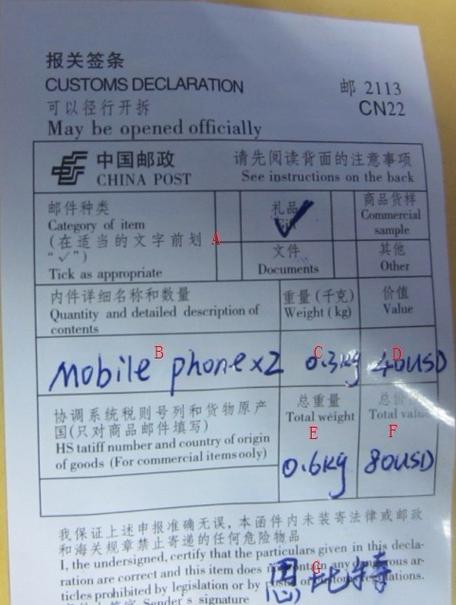 报关签条
CUSTOMS DECLARATION
可以径行开拆
May be opened officially
邮 2113
CN22
中国邮政
CHINA POST
请先阅读背面的注意事项
See instructions on the back
邮件种类
Category of item
(在适当的文字前划
“✓”)
Tick as appropriate
A
礼品
✓
商品货样
Commercial
sample
文件
Documents
其他
Other
内件详细名称和数量
Quantity and detailed description of
contents
重量 (千克)
Weight (kg)
价值
Value
B
Mobile phone x2
C
0.3kg
D
40USD
协调系统税则号列和货物原产
国(只对商品邮件填写)
HS tatiff number and country of origin
of goods (For commercial items only)
总重量
Total weight
总价
Total value
E
0.6kg
F
80USD
我保证上述申报准确无误,本函件内未装寄法律或邮政
和海关规章禁止寄递的任何危险物品
I, the undersigned, certify that the particulars given in this decla-
ration are correct and this item does
dangerous ar-
ticles prohibited by legislation or by
regulations.
G
Sender's signature